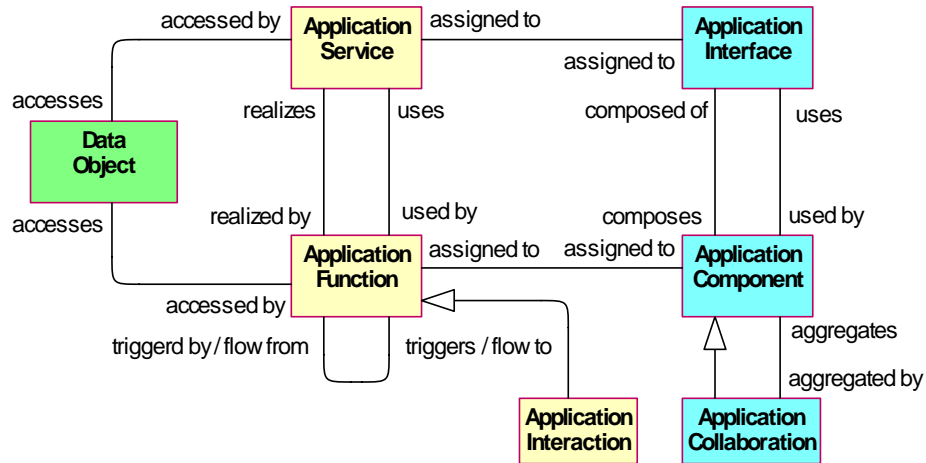 accessed by
Application
Service
assigned to
Application
Interface
assigned to
accesses
realizes
uses
composed of
uses
Data
Object
accesses
realized by
used by
composes
used by
Application
Function
assigned to
assigned to
Application
Component
accessed by
triggerd by / flow from
triggers / flow to
aggregates
aggregated by
Application
Interaction
Application
Collaboration